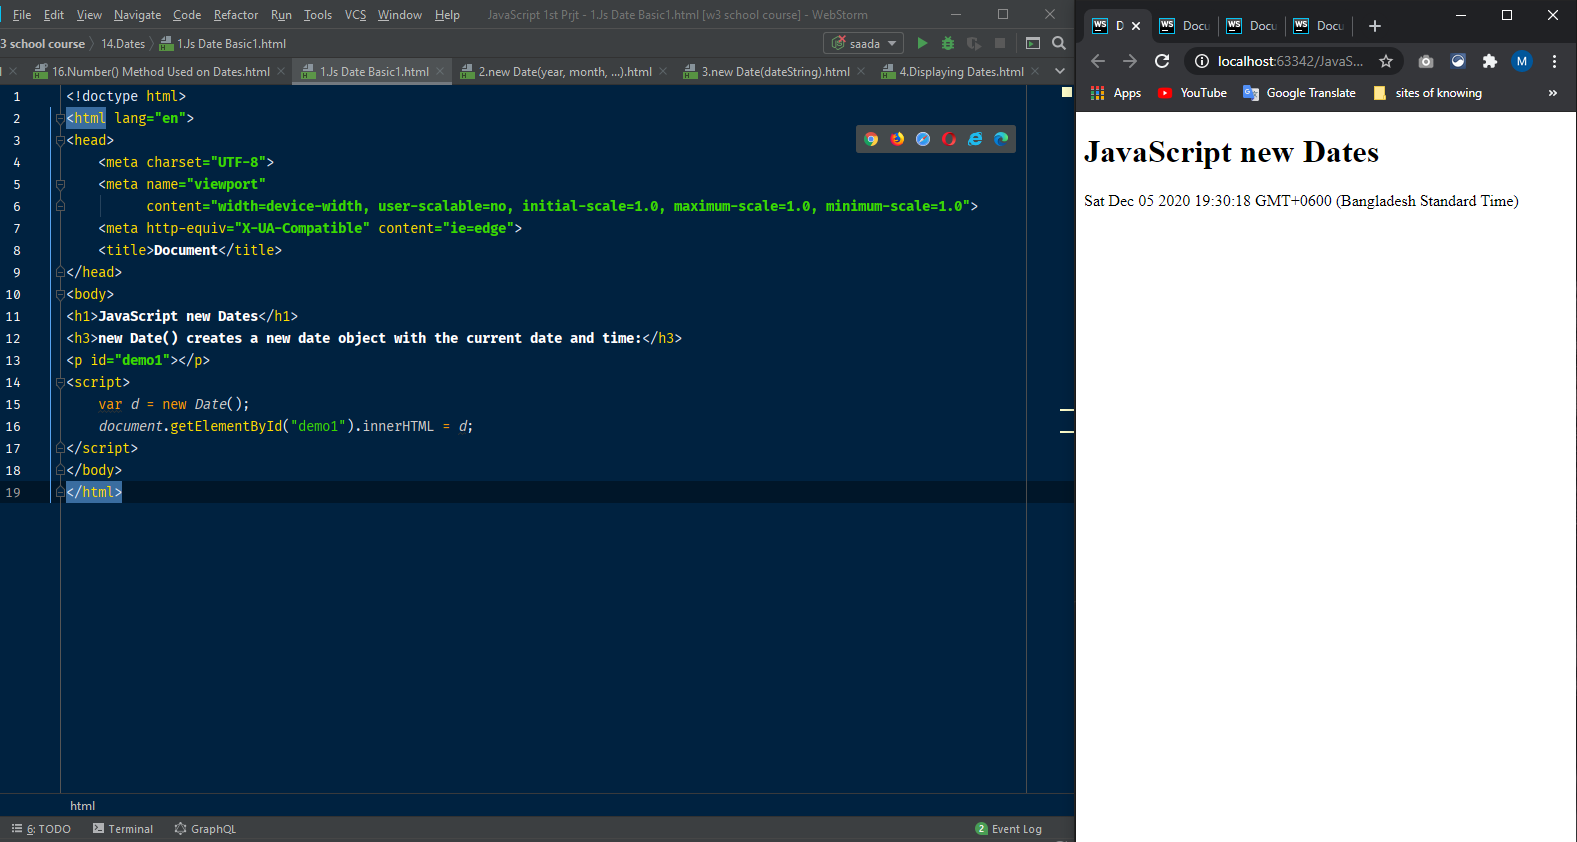 File Edit View Navigate Code Refactor Run Tools VCS Window Help JavaScript 1st Prjt - 1.Js Date Basic1.html [w3 school course] - WebStorm
3 school course 14.Dates 1.Js Date Basic1.html saada
16.Number() Method Used on Dates.html 1.Js Date Basic1.html 2.new Date(year, month, ...).html 3.new Date(dateString).html 4.Displaying Dates.html
1 <!doctype html>
2 <html lang="en">
3 <head>
4 <meta charset="UTF-8">
5 <meta name="viewport"
6 content="width=device-width, user-scalable=no, initial-scale=1.0, maximum-scale=1.0, minimum-scale=1.0">
7 <meta http-equiv="X-UA-Compatible" content="ie=edge">
8 <title>Document</title>
9 </head>
10 <body>
11 <h1>JavaScript new Dates</h1>
12 <h3>new Date() creates a new date object with the current date and time:</h3>
13 <p id="demo1"></p>
14 <script>
15 var d = new Date();
16 document.getElementById("demo1").innerHTML = d;
17 </script>
18 </body>
19 </html>
html
6: TODO Terminal GraphQL 2 Event Log
WS D WS Docu WS Docu WS Docu
localhost:63342/JavaS... M
Apps YouTube Google Translate sites of knowing »
JavaScript new Dates
Sat Dec 05 2020 19:30:18 GMT+0600 (Bangladesh Standard Time)